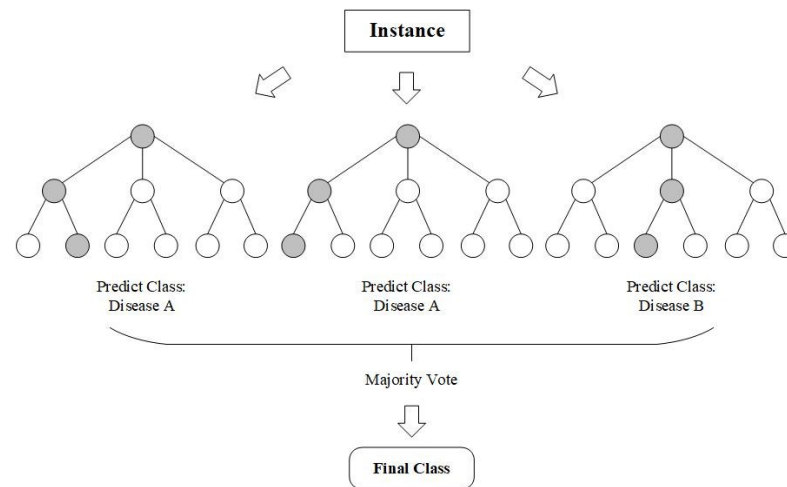 Instance
Predict Class:
Disease A
Predict Class:
Disease A
Predict Class:
Disease B
Majority Vote
Final Class